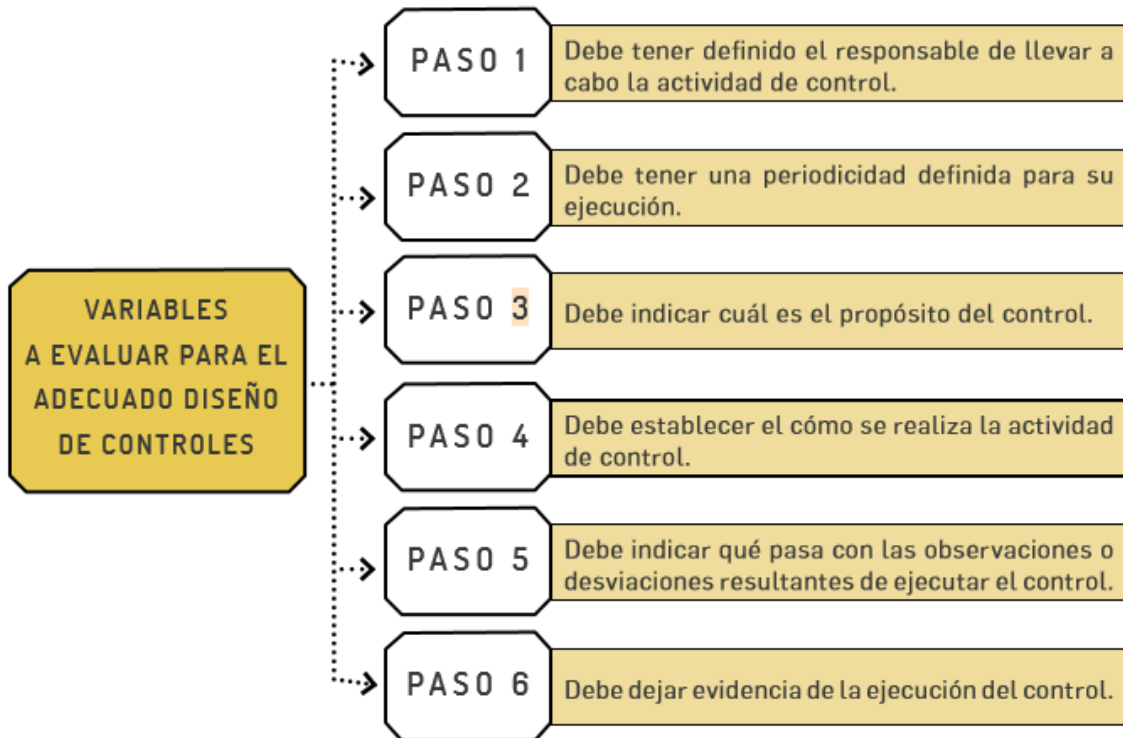 VARIABLES
A EVALUAR PARA EL
ADECUADO DISEÑO
DE CONTROLES
PASO 1
Debe tener definido el responsable de llevar a
cabo la actividad de control.
PASO 2
Debe tener una periodicidad definida para su
ejecución.
PASO 3
Debe indicar cuál es el propósito del control.
PASO 4
Debe establecer el cómo se realiza la actividad
de control.
PASO 5
Debe indicar qué pasa con las observaciones o
desviaciones resultantes de ejecutar el control.
PASO 6
Debe dejar evidencia de la ejecución del control.